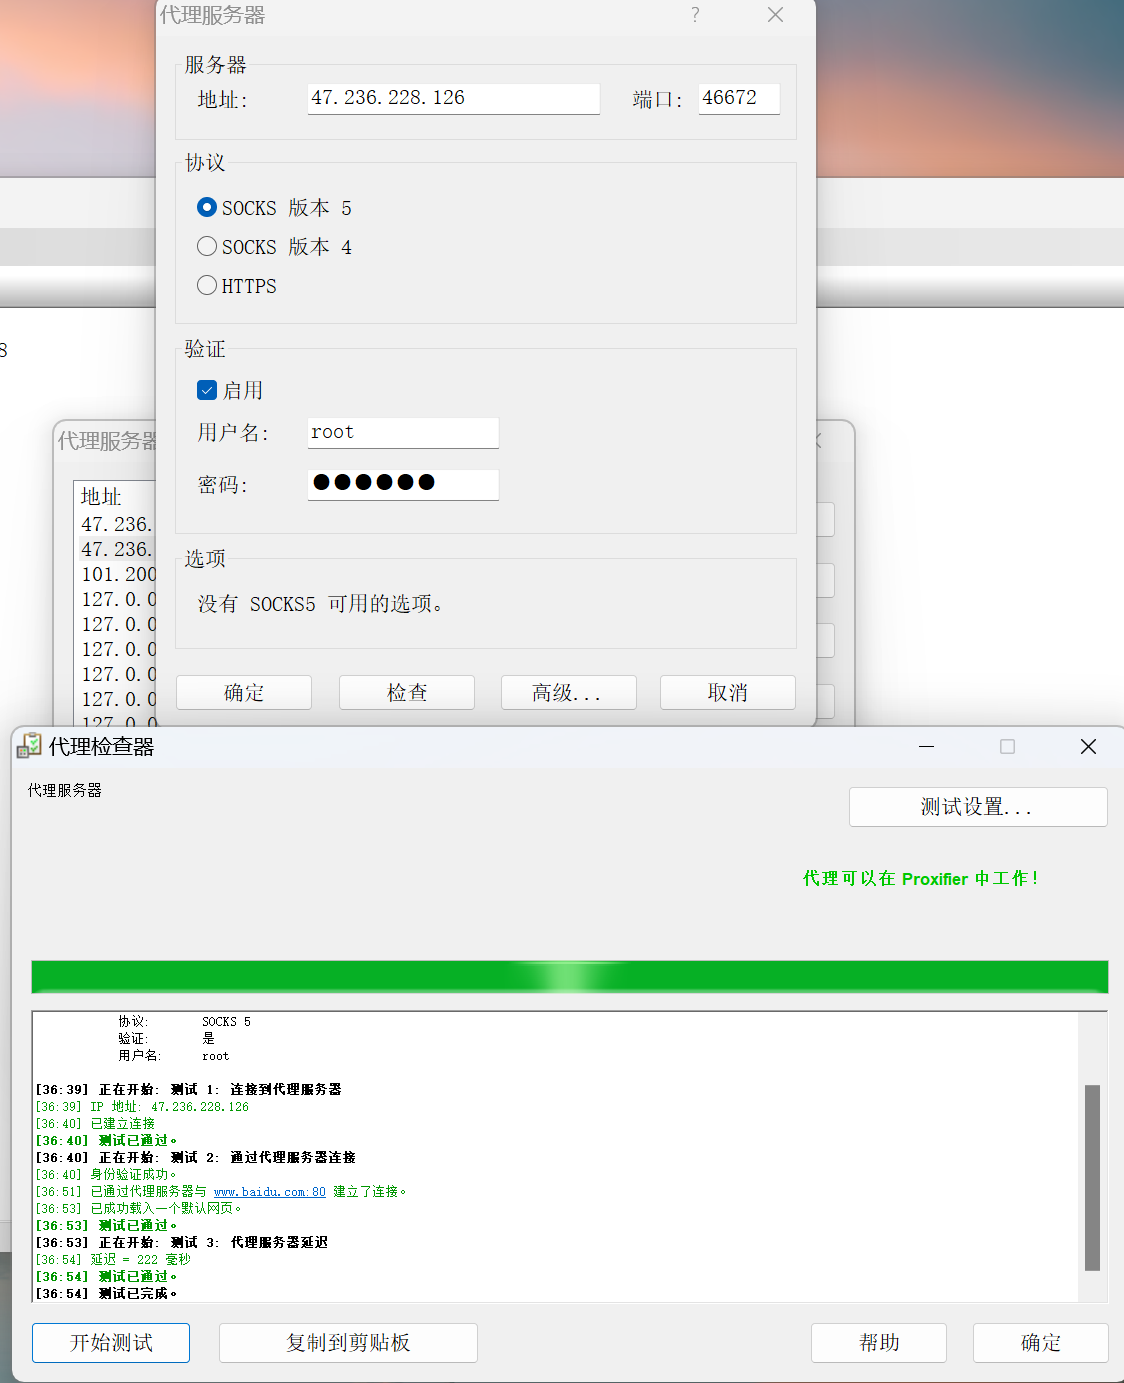 代理服务器
服务器
地址:
47.236.228.126
端口:
46672
协议
SOCKS 版本 5
SOCKS 版本 4
HTTPS
8
验证
启用
用户名:
root
密码:
●●●●●●
选项
没有 SOCKS5 可用的选项。
确定
检查
高级...
取消
代理服务器
地址
47.236.
47.236.
101.200
127.0.0
127.0.0
127.0.0
127.0.0
127.0.0
127.0.0
代理检查器
代理服务器
测试设置...
代理可以在 Proxifier 中工作!
协议: SOCKS 5
验证: 是
用户名: root
[36:39] 正在开始: 测试 1: 连接到代理服务器
[36:39] IP 地址: 47.236.228.126
[36:40] 已建立连接
[36:40] 测试已通过。
[36:40] 正在开始: 测试 2: 通过代理服务器连接
[36:40] 身份验证成功。
[36:51] 已通过代理服务器与 www.baidu.com:80 建立了连接。
[36:53] 已成功载入一个默认网页。
[36:53] 测试已通过。
[36:53] 正在开始: 测试 3: 代理服务器延迟
[36:54] 延迟 = 222 毫秒
[36:54] 测试已通过。
[36:54] 测试已完成。
开始测试
复制到剪贴板
帮助
确定